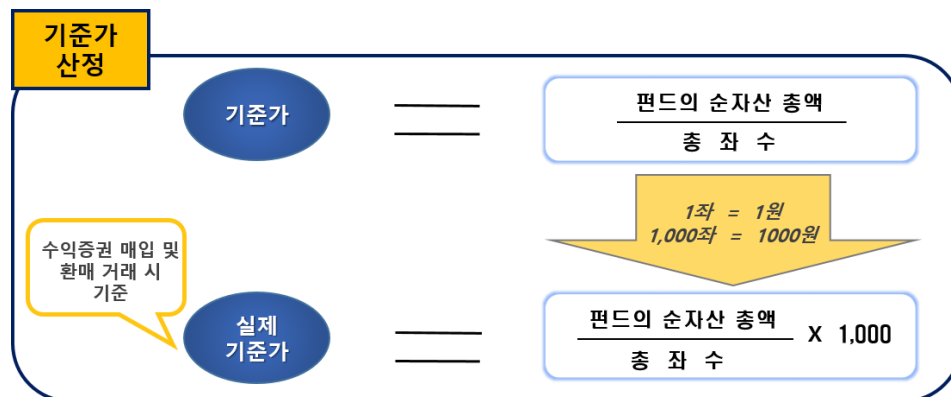 기준가
산정
기준가
펀드의 순자산 총액
총 좌 수
1좌 = 1원
1,000좌 = 1000원
수익증권 매입 및
환매 거래 시
기준
실제
기준가
펀드의 순자산 총액
총 좌 수
X 1,000